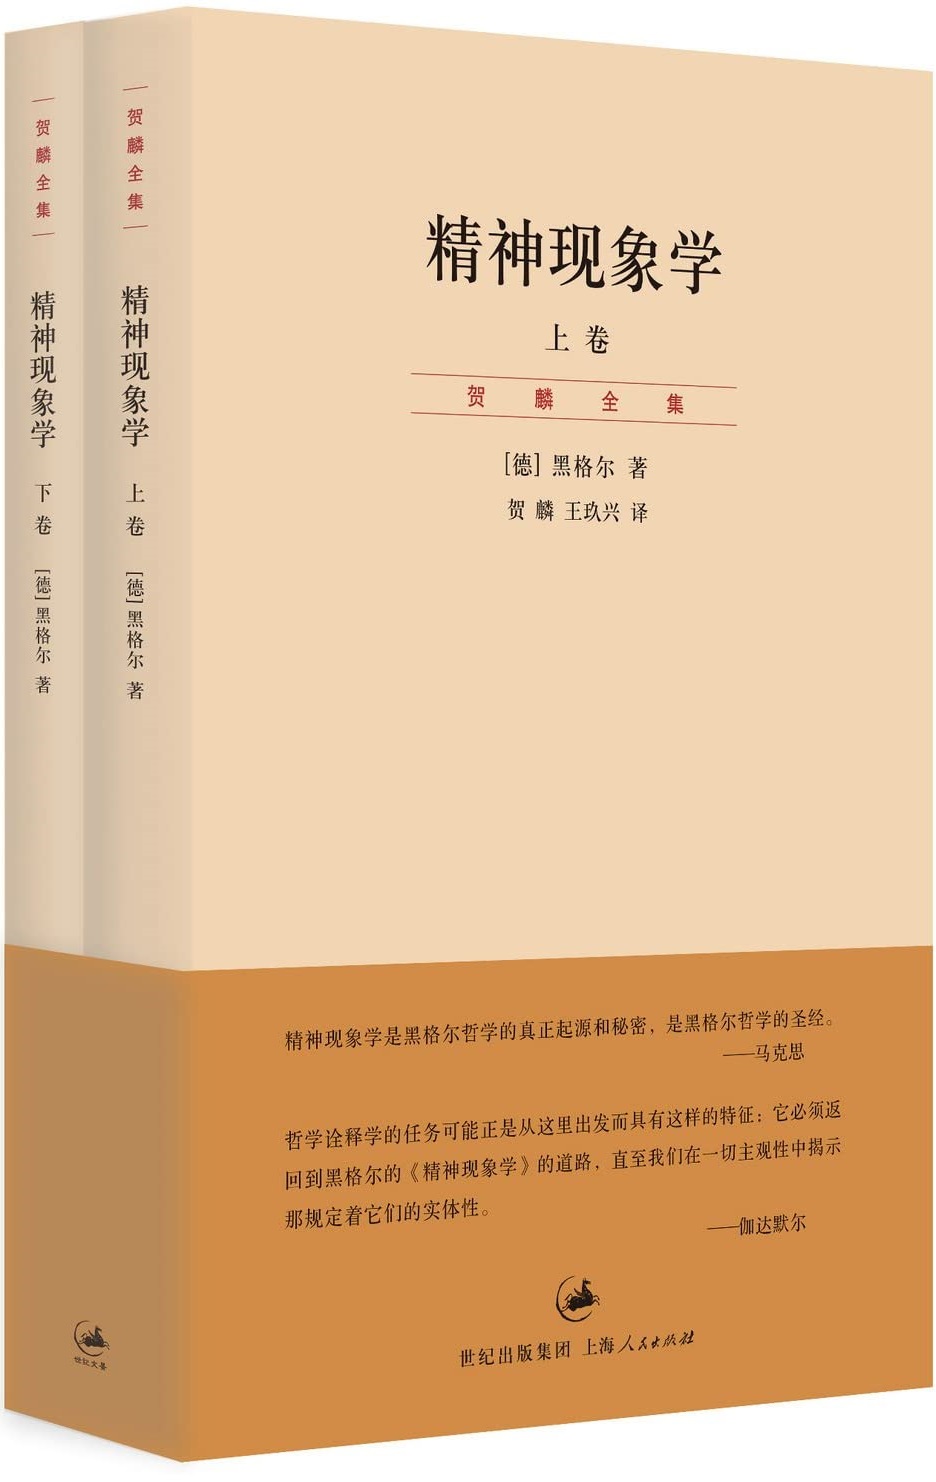 贺麟全集
精神现象学
下卷
[德]黑格尔 著
世纪文景
贺麟全集
精神现象学
上卷
[德]黑格尔 著
精神现象学
上卷
贺麟全集
[德] 黑格尔 著
贺麟 王玖兴 译
精神现象学是黑格尔哲学的真正起源和秘密，是黑格尔哲学的圣经。
——马克思
哲学诠释学的任务可能正是从这里出发而具有这样的特征：它必须返
回到黑格尔的《精神现象学》的道路，直至我们在一切主观性中揭示
那规定着它们的实体性。
——伽达默尔
世纪出版集团 上海人民出版社